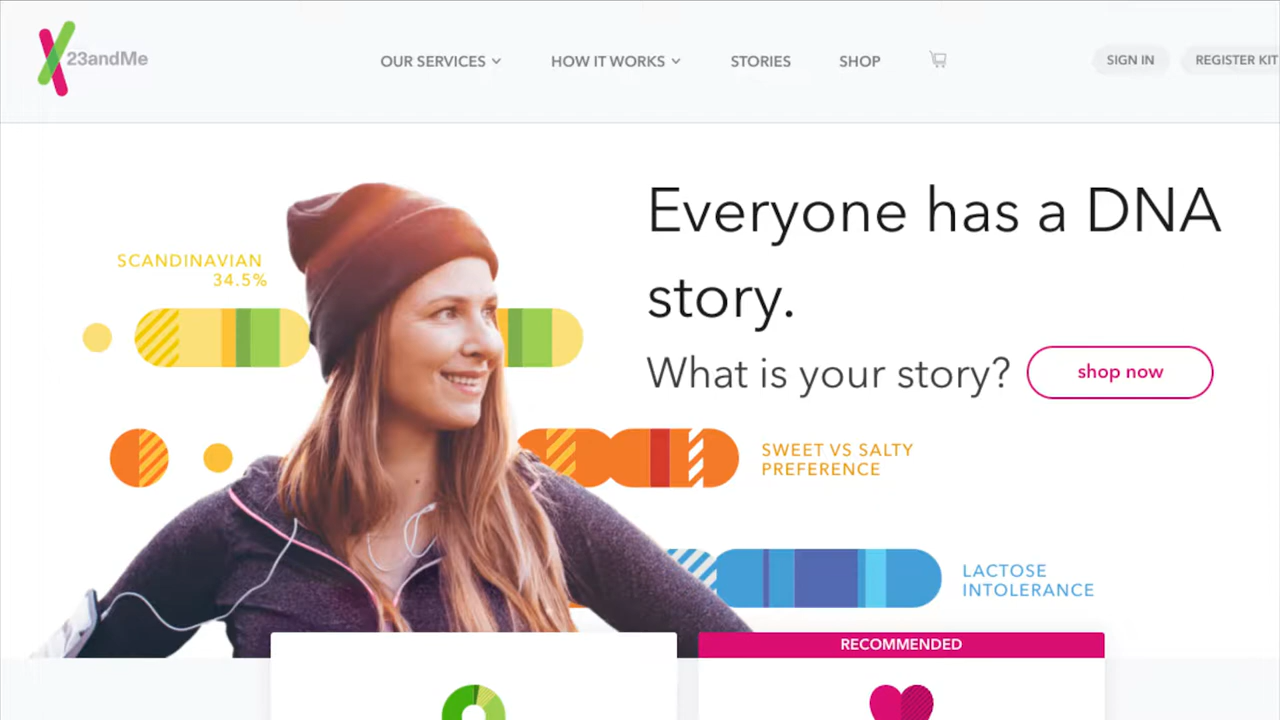 23andMe
OUR SERVICES
HOW IT WORKS
STORIES
SHOP
SIGN IN
REGISTER KIT
Everyone has a DNA
story.
What is your story?
shop now
SCANDINAVIAN
34.5%
SWEET VS SALTY
PREFERENCE
LACTOSE
INTOLERANCE
RECOMMENDED